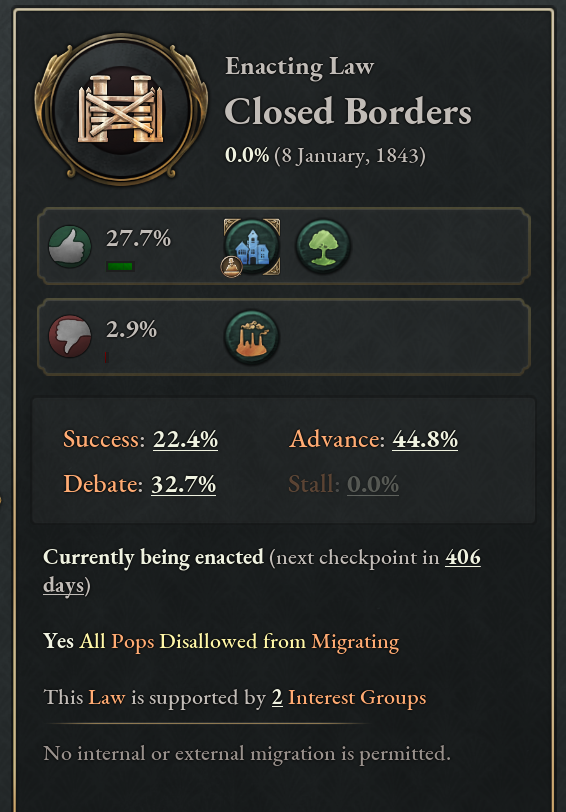 Enacting Law
Closed Borders
0.0% (8 January, 1843)
27.7%
2.9%
Success: 22.4% Advance: 44.8%
Debate: 32.7% Stall: 0.0%
Currently being enacted (next checkpoint in 406
days)
Yes All Pops Disallowed from Migrating
This Law is supported by 2 Interest Groups
No internal or external migration is permitted.